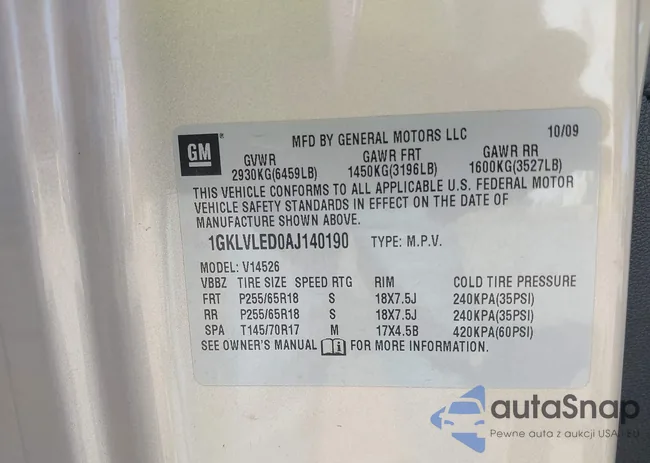 GM
MFD BY GENERAL MOTORS LLC 10/09
GVWR GAWR FRT GAWR RR
2930KG(6459LB) 1450KG(3196LB) 1600KG(3527LB)
THIS VEHICLE CONFORMS TO ALL APPLICABLE U.S. FEDERAL MOTOR
VEHICLE SAFETY STANDARDS IN EFFECT ON THE DATE OF
MANUFACTURE SHOWN ABOVE.
1GKLVLED0AJ140190 TYPE: M.P.V.
MODEL: V14526
VBBZ TIRE SIZE SPEED RTG RIM COLD TIRE PRESSURE
FRT P255/65R18 S 18X7.5J 240KPA(35PSI)
RR P255/65R18 S 18X7.5J 240KPA(35PSI)
SPA T145/70R17 M 17X4.5B 420KPA(60PSI)
SEE OWNER'S MANUAL i FOR MORE INFORMATION.
autaSnap
Pewne auta z aukcji USA i EU